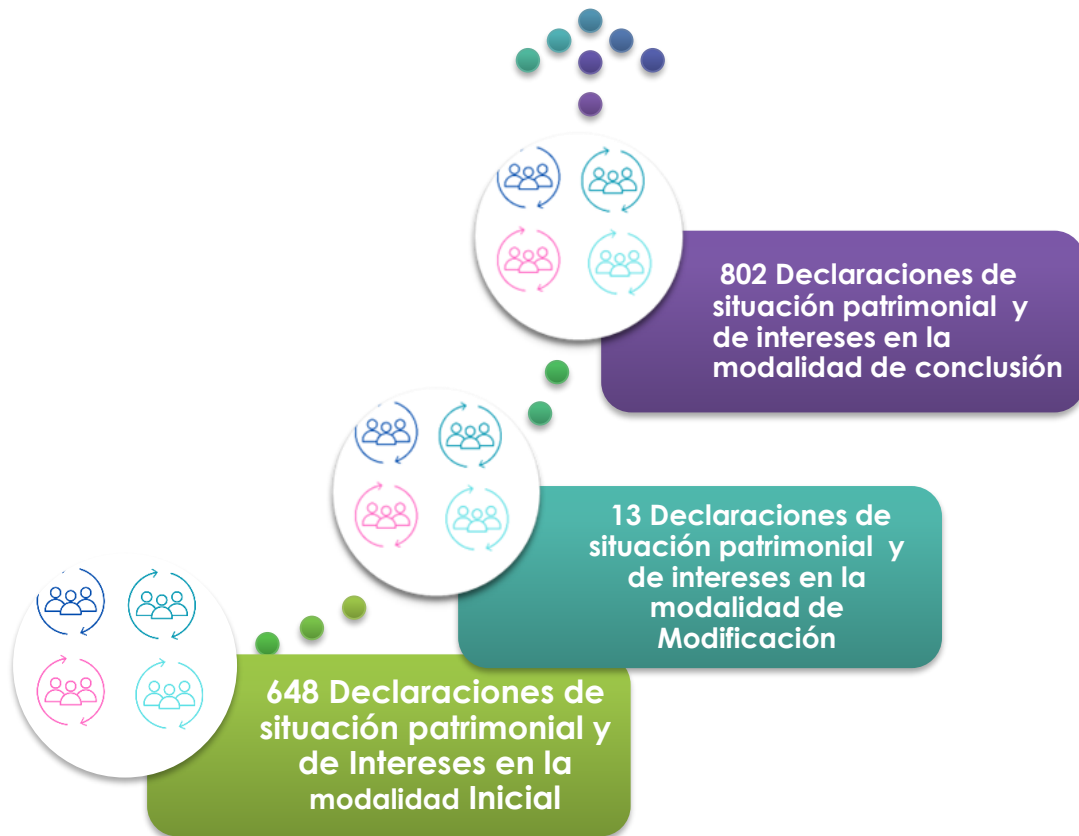 802 Declaraciones de
situación patrimonial y
de intereses en la
modalidad de conclusión
13 Declaraciones de
situación patrimonial y
de intereses en la
modalidad de
Modificación
648 Declaraciones de
situación patrimonial y
de Intereses en la
modalidad Inicial